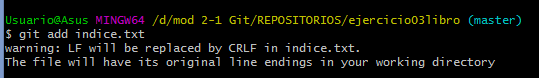 Usuario@Asus MINGW64 /d/mod 2-1 Git/REPOSITORIOS/ejercicio03libro (master)
$ git add indice.txt
warning: LF will be replaced by CRLF in indice.txt.
The file will have its original line endings in your working directory